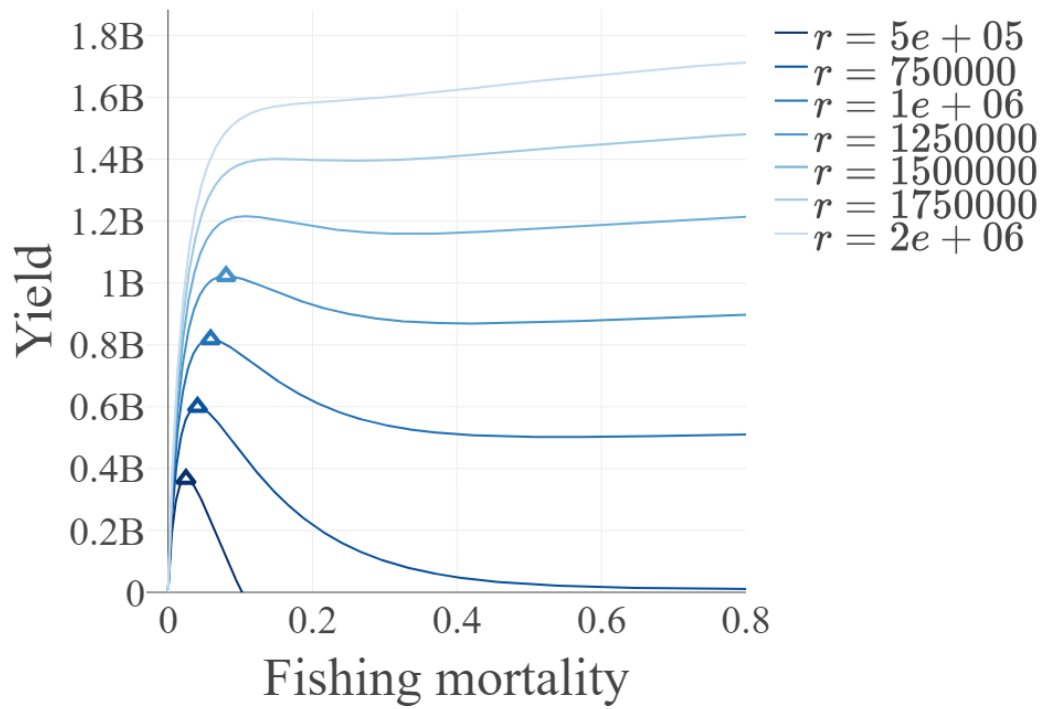 1.8B
1.6B
1.4B
1.2B
1B
0.8B
0.6B
0.4B
0.2B
0
Yield
0 0.2 0.4 0.6 0.8
Fishing mortality
r = 5e + 05
r = 750000
r = 1e + 06
r = 1250000
r = 1500000
r = 1750000
r = 2e + 06